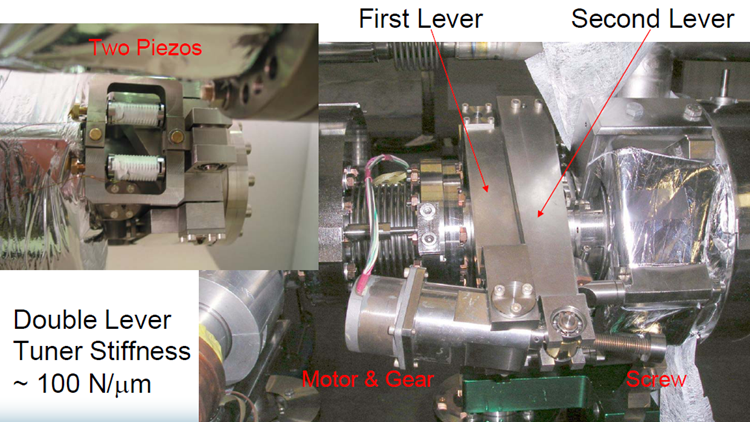 First Lever
Second Lever
Two Piezos
Double Lever
Tuner Stiffness
~ 100 N/μm
Motor & Gear
Screw